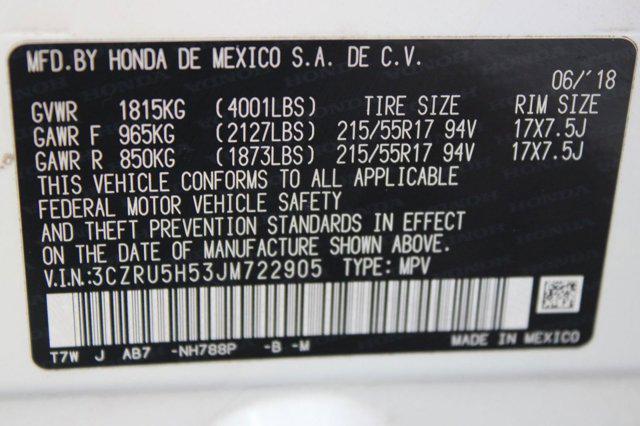 MFD.BY HONDA DE MEXICO S.A. DE C.V.
06/'18
GVWR 1815KG (4001LBS) TIRE SIZE RIM SIZE
GAWR F 965KG (2127LBS) 215/55R17 94V 17X7.5J
GAWR R 850KG (1873LBS) 215/55R17 94V 17X7.5J
THIS VEHICLE CONFORMS TO ALL APPLICABLE
FEDERAL MOTOR VEHICLE SAFETY
AND THEFT PREVENTION STANDARDS IN EFFECT
ON THE DATE OF MANUFACTURE SHOWN ABOVE.
V.I.N:3CZRU5H53JM722905 TYPE: MPV
T7W J AB7 -NH788P -B -M MADE IN MEXICO